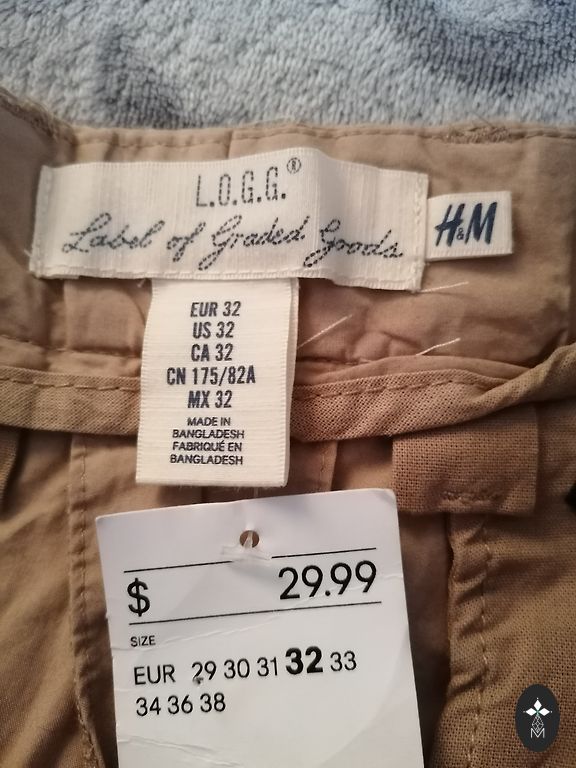 L.O.G.G.®
Label of Graded Goods
H&M
EUR 32
US 32
CA 32
CN 175/82A
MX 32
MADE IN
BANGLADESH
FABRIQUÉ EN
BANGLADESH
$ 29.99
SIZE
EUR 29 30 31 32 33
34 36 38
M